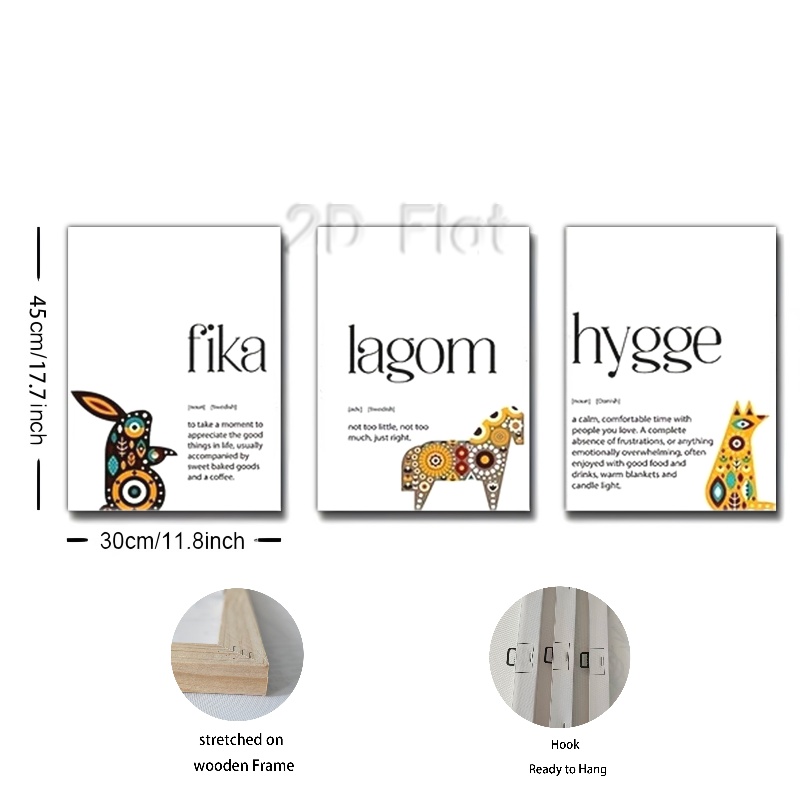 2D Flat
fika
[noun] [Swedish]
to take a moment to
appreciate the good
things in life, usually
accompanied by
sweet baked goods
and a coffee.
lagom
[adv.] [Swedish]
not too little, not too
much, just right.
hygge
[noun] [Danish]
a calm, comfortable time with
people you love. A complete
absence of frustrations, or anything
emotionally overwhelming, often
enjoyed with good food and
drinks, warm blankets and
candle light.
45cm/17.7inch
30cm/11.8inch
stretched on
wooden Frame
Hook
Ready to Hang